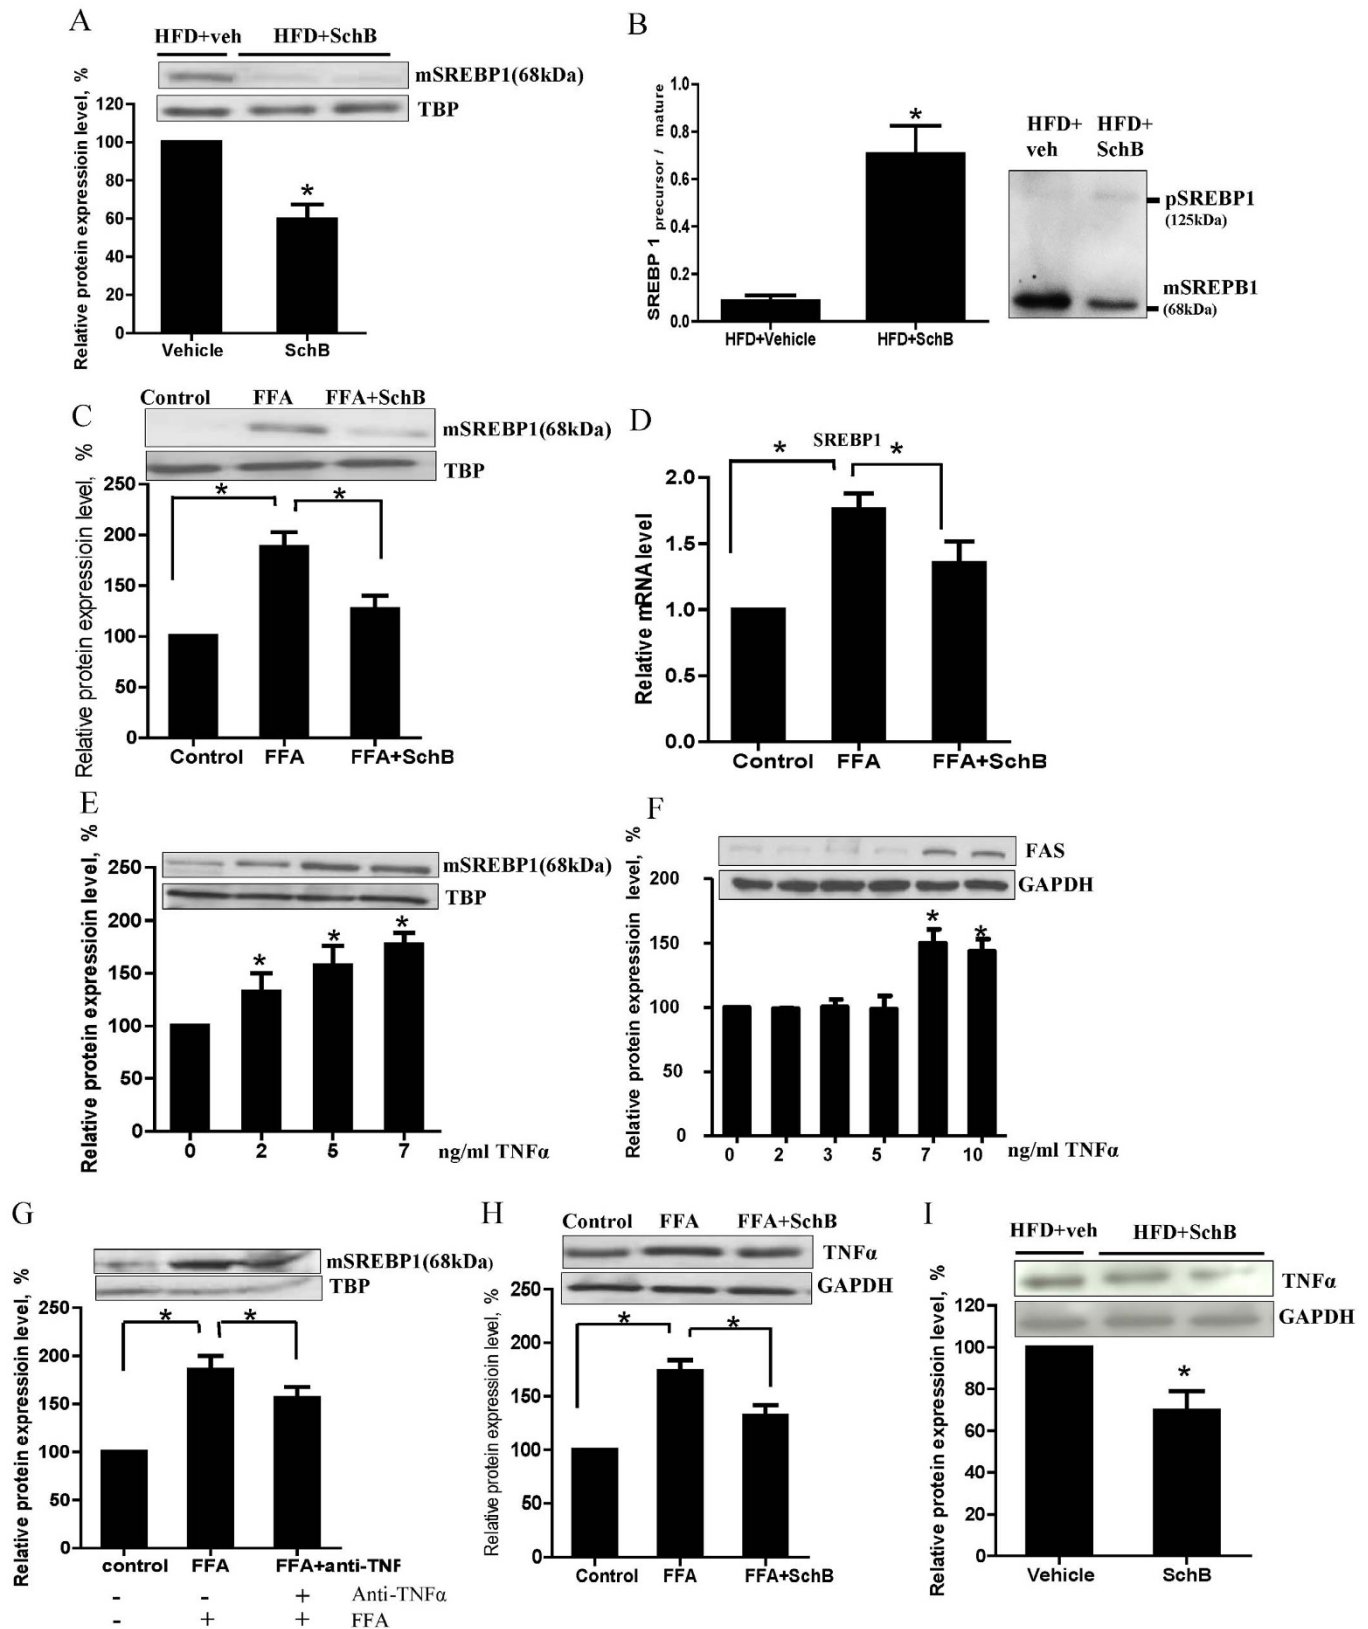 A
HFD+veh HFD+SchB
mSREBP1(68kDa)
TBP
Relative protein expressioin level, %
120
100
80
60
40
20
0
*
Vehicle SchB
B
SREBP 1 precursor / mature
1.0
0.8
0.6
0.4
0.2
0.0
*
HFD+Vehicle HFD+SchB
HFD+ HFD+
veh SchB
pSREBP1
(125kDa)
mSREPB1
(68kDa)
C
Control FFA FFA+SchB
mSREBP1(68kDa)
TBP
Relative protein expressioin level, %
250
200
150
100
50
0
* *
Control FFA FFA+SchB
D
SREBP1
* *
Relative mRNA level
2.0
1.5
1.0
0.5
0.0
Control FFA FFA+SchB
E
mSREBP1(68kDa)
TBP
Relative protein expressioin level, %
250
200
150
100
50
0
* * *
0 2 5 7 ng/ml TNFα
F
FAS
GAPDH
Relative protein expressioin level, %
200
150
100
50
0
* *
0 2 3 5 7 10 ng/ml TNFα
G
mSREBP1(68kDa)
TBP
Relative protein expressioin level, %
250
200
150
100
50
0
* *
control FFA FFA+anti-TNF
- - + Anti-TNFα
- + + FFA
H
Control FFA FFA+SchB
TNFα
GAPDH
Relative protein expressioin level, %
250
200
150
100
50
0
* *
Control FFA FFA+SchB
I
HFD+veh HFD+SchB
TNFα
GAPDH
Relative protein expressioin level, %
120
100
80
60
40
20
0
*
Vehicle SchB